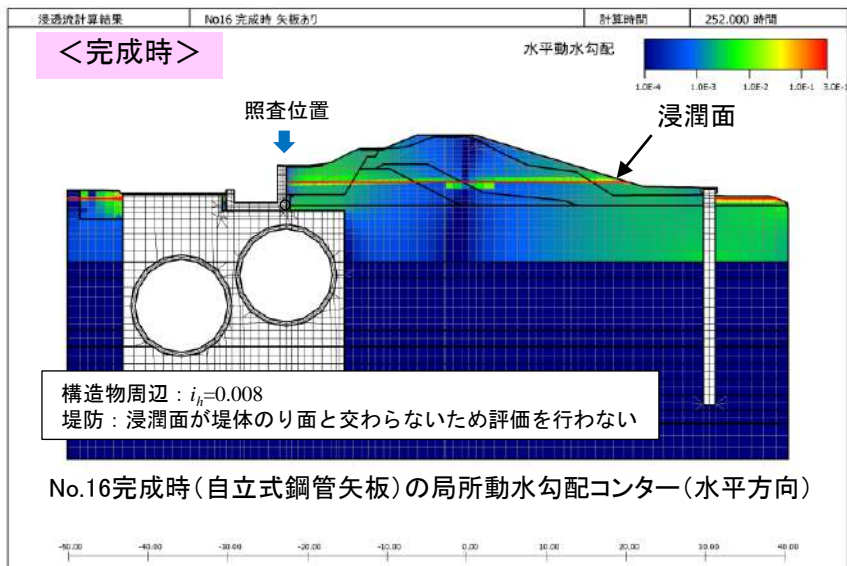 浸透流計算結果 No16 完成時 矢板あり 計算時間 252.000 時間
＜完成時＞
水平動水勾配
1.0E-4 1.0E-3 1.0E-2 1.0E-1 3.0E-1
照査位置
浸潤面
構造物周辺：ih=0.008
堤防：浸潤面が堤体のり面と交わらないため評価を行わない
No.16完成時（自立式鋼管矢板）の局所動水勾配コンター（水平方向）
-50.00 -40.00 -30.00 -20.00 -10.00 0.00 10.00 20.00 30.00 40.00